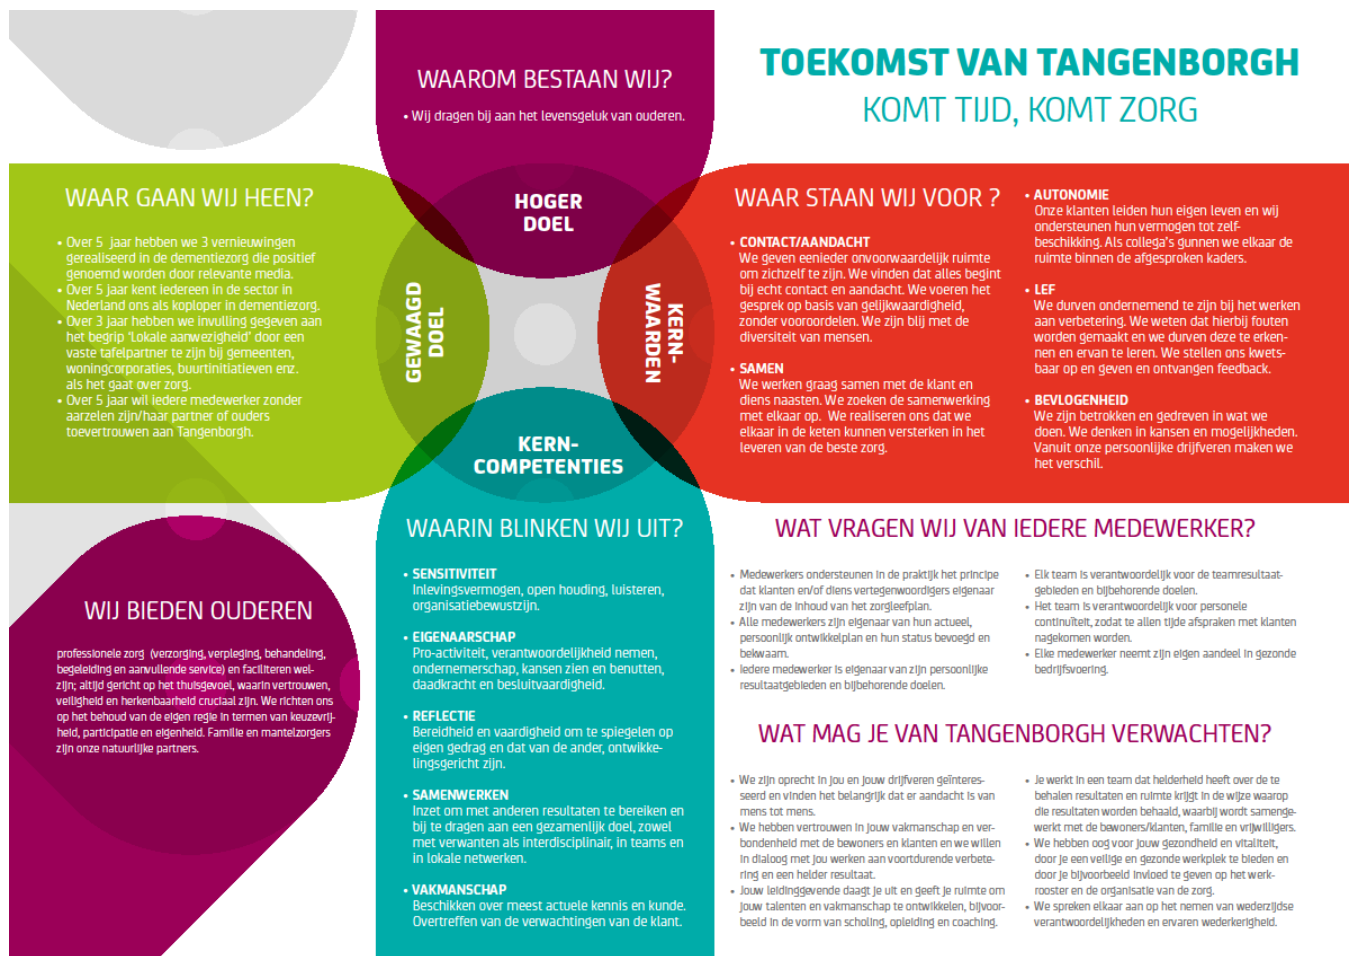 TOEKOMST VAN TANGENBORGH
KOMT TIJD, KOMT ZORG
WAAROM BESTAAN WIJ?
• Wij dragen bij aan het levensgeluk van ouderen.
HOGER
DOEL
WAAR GAAN WIJ HEEN?
• Over 5 jaar hebben we 3 vernieuwingen
gerealiseerd in de dementiezorg die positief
genoemd worden door relevante media.
• Over 5 jaar kent iedereen in de sector in
Nederland ons als koploper in dementiezorg.
• Over 3 jaar hebben we invulling gegeven aan
het begrip ‘Lokale aanwezigheid’ door een
vaste tafelpartner te zijn bij gemeenten,
woningcorporaties, buurtinitiatieven enz.
als het gaat over zorg.
• Over 5 jaar wil iedere medewerker zonder
aarzelen zijn/haar partner of ouders
toevertrouwen aan Tangenborgh.
GEWAAGD
DOEL
KERN-
WAARDEN
WAAR STAAN WIJ VOOR ?
• CONTACT/AANDACHT
We geven eenieder onvoorwaardelijk ruimte
om zichzelf te zijn. We vinden dat alles begint
bij echt contact en aandacht. We voeren het
gesprek op basis van gelijkwaardigheid,
zonder vooroordelen. We zijn blij met de
diversiteit van mensen.
• SAMEN
We werken graag samen met de klant en
diens naasten. We zoeken de samenwerking
met elkaar op. We realiseren ons dat we
elkaar in de keten kunnen versterken in het
leveren van de beste zorg.
• AUTONOMIE
Onze klanten leiden hun eigen leven en wij
ondersteunen hun vermogen tot zelf-
beschikking. Als collega's gunnen we elkaar de
ruimte binnen de afgesproken kaders.
• LEF
We durven ondernemend te zijn bij het werken
aan verbetering. We weten dat hierbij fouten
worden gemaakt en we durven deze te erken-
nen en ervan te leren. We stellen ons kwets-
baar op en geven en ontvangen feedback.
• BEVLOGENHEID
We zijn betrokken en gedreven in wat we
doen. We denken in kansen en mogelijkheden.
Vanuit onze persoonlijke drijfveren maken we
het verschil.
KERN-
COMPETENTIES
WAARIN BLINKEN WIJ UIT?
• SENSITIVITEIT
Inlevingsvermogen, open houding, luisteren,
organisatiebewustzijn.
• EIGENAARSCHAP
Pro-activiteit, verantwoordelijkheid nemen,
ondernemerschap, kansen zien en benutten,
daadkracht en besluitvaardigheid.
• REFLECTIE
Bereidheid en vaardigheid om te spiegelen op
eigen gedrag en dat van de ander, ontwikke-
lingsgericht zijn.
• SAMENWERKEN
Inzet om met anderen resultaten te bereiken en
bij te dragen aan een gezamenlijk doel, zowel
met verwanten als interdisciplinair, in teams en
in lokale netwerken.
• VAKMANSCHAP
Beschikken over meest actuele kennis en kunde.
Overtreffen van de verwachtingen van de klant.
WIJ BIEDEN OUDEREN
professionele zorg (verzorging, verpleging, behandeling,
begeleiding en aanvullende service) en faciliteren wel-
zijn; altijd gericht op het thuisgevoel, waarin vertrouwen,
veiligheid en herkenbaarheid cruciaal zijn. We richten ons
op het behoud van de eigen regie in termen van keuzevrij-
heid, participatie en eigenheid. Familie en mantelzorgers
zijn onze natuurlijke partners.
WAT VRAGEN WIJ VAN IEDERE MEDEWERKER?
• Medewerkers ondersteunen in de praktijk het principe
dat klanten en/of diens vertegenwoordigers eigenaar
zijn van de inhoud van het zorgleefplan.
• Alle medewerkers zijn eigenaar van hun actueel,
persoonlijk ontwikkelplan en hun status bevoegd en
bekwaam.
• Iedere medewerker is eigenaar van zijn persoonlijke
resultaatgebieden en bijbehorende doelen.
• Elk team is verantwoordelijk voor de teamresultaat-
gebieden en bijbehorende doelen.
• Het team is verantwoordelijk voor personele
continuïteit, zodat te allen tijde afspraken met klanten
nagekomen worden.
• Elke medewerker neemt zijn eigen aandeel in gezonde
bedrijfsvoering.
WAT MAG JE VAN TANGENBORGH VERWACHTEN?
• We zijn oprecht in jou en jouw drijfveren geïnteres-
seerd en vinden het belangrijk dat er aandacht is van
mens tot mens.
• We hebben vertrouwen in jouw vakmanschap en ver-
bondenheid met de bewoners en klanten en we willen
in dialoog met jou werken aan voortdurende verbete-
ring en een helder resultaat.
• Jouw leidinggevende daagt je uit en geeft je ruimte om
jouw talenten en vakmanschap te ontwikkelen, bijvoor-
beeld in de vorm van scholing, opleiding en coaching.
• Je werkt in een team dat helderheid heeft over de te
behalen resultaten en ruimte krijgt in de wijze waarop
die resultaten worden behaald, waarbij wordt samenge-
werkt met de bewoners/klanten, familie en vrijwilligers.
• We hebben oog voor jouw gezondheid en vitaliteit,
door je een veilige en gezonde werkplek te bieden en
door je bijvoorbeeld invloed te geven op het werk-
rooster en de organisatie van de zorg.
• We spreken elkaar aan op het nemen van wederzijdse
verantwoordelijkheden en ervaren wederkerigheid.